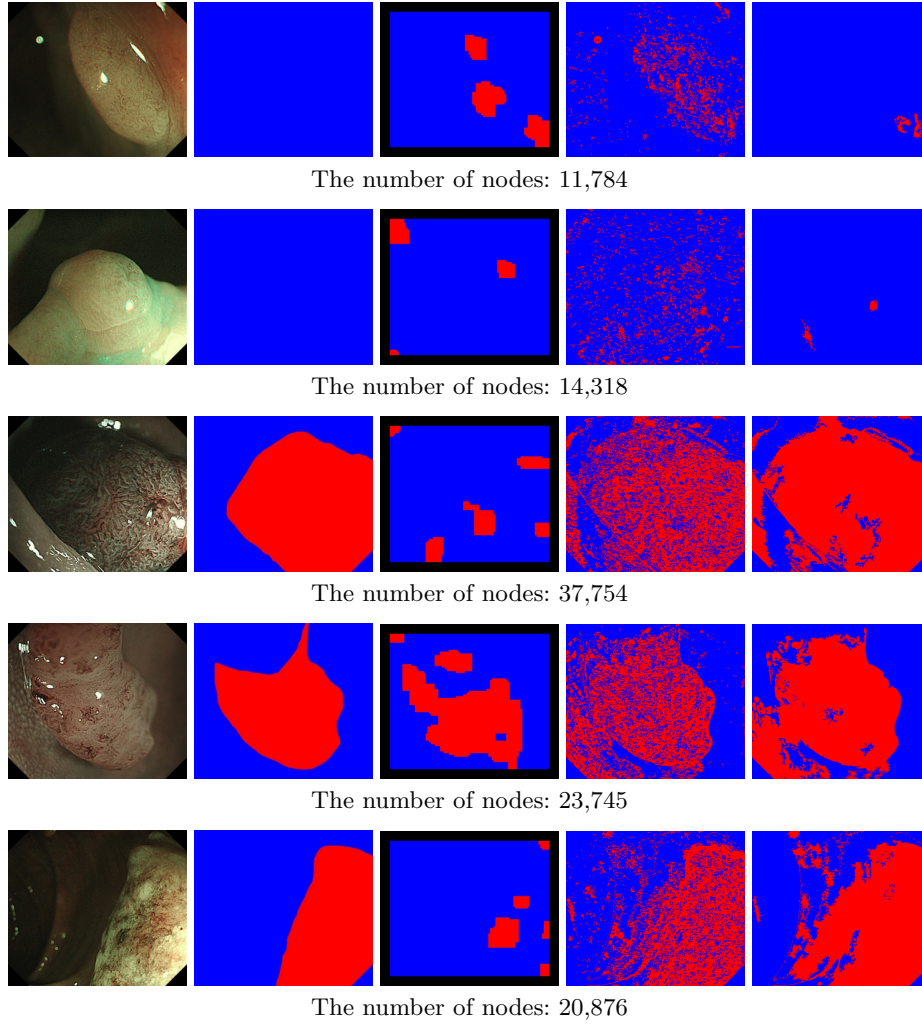 The number of nodes: 11,784
The number of nodes: 14,318
The number of nodes: 37,754
The number of nodes: 23,745
The number of nodes: 20,876